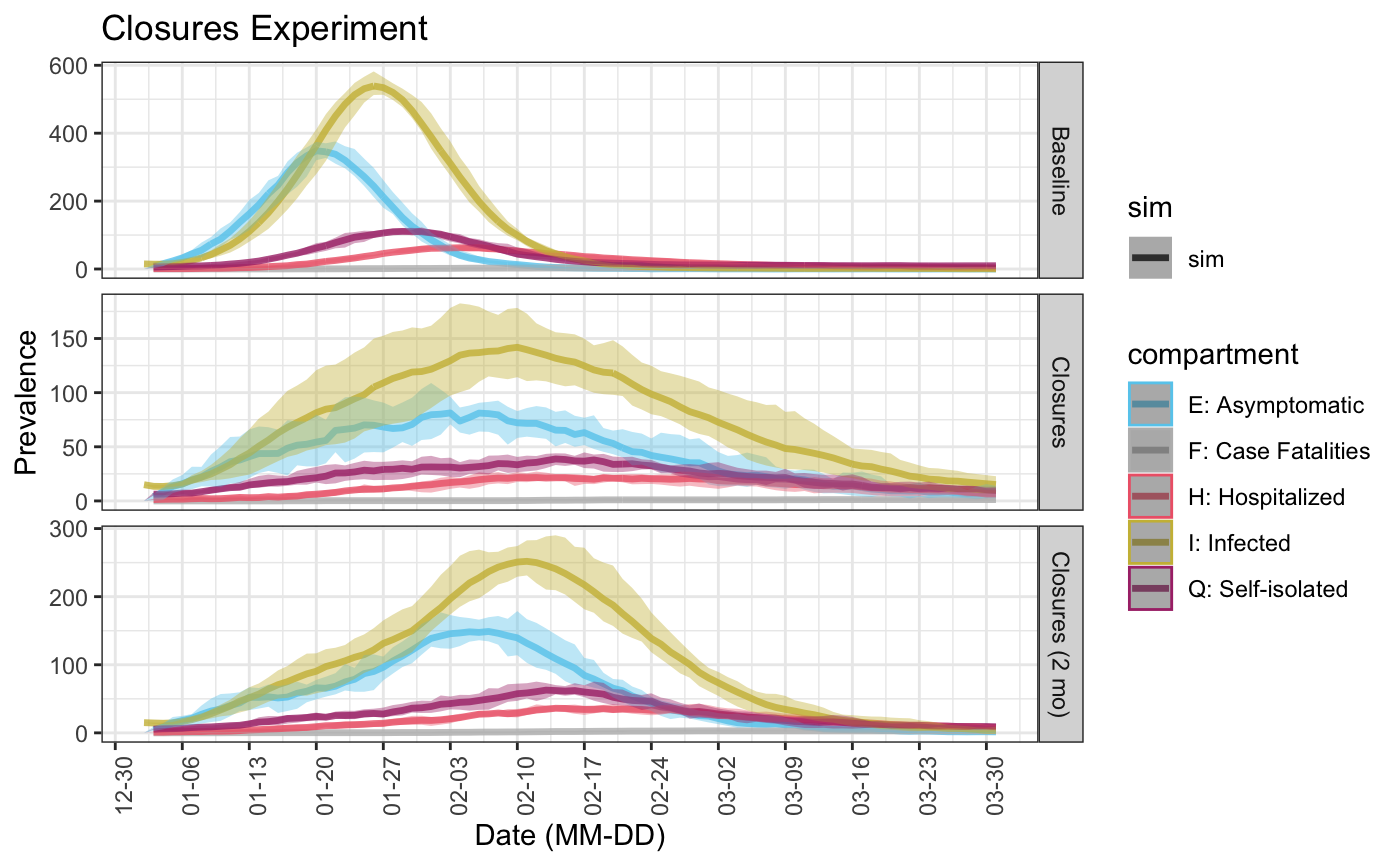 Closures Experiment
600
400
200
0
Baseline
150
100
50
0
Closures
300
200
100
0
Closures (2 mo)
Prevalence
12-30
01-06
01-13
01-20
01-27
02-03
02-10
02-17
02-24
03-02
03-09
03-16
03-23
03-30
Date (MM-DD)
sim
sim
compartment
E: Asymptomatic
F: Case Fatalities
H: Hospitalized
I: Infected
Q: Self-isolated